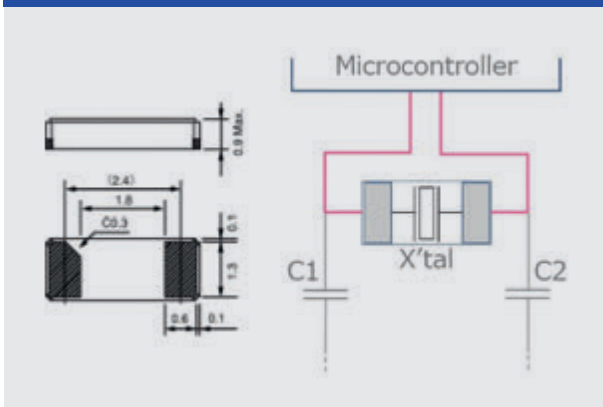 Microcontroller
0.9 Max.
(2.4)
1.8
C0.3
0.1
1.3
0.6
0.1
X'tal
C1
C2